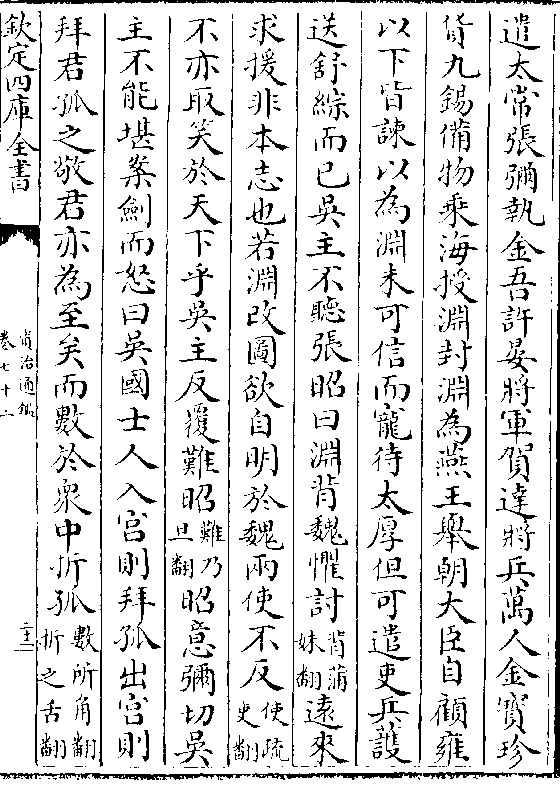 遣太常張彌執金吾許晏將軍賀達將兵萬人金寶珍
貨九錫備物乗海授淵封淵為燕王舉朝大臣自顧雍
以下皆諫以為淵未可信而寵待太厚但可遣吏兵護
送舒綜而已吳主不聽張昭曰淵背魏懼討背蒲妹翻逺來
求援非本志也若淵改圖欲自明於魏兩使不反使疏吏翻
不亦取笑於天下乎吳主反覆難昭難乃旦翻昭意彌切吳
主不能堪案劍而怒曰吳國士人入宫則拜孤出宫則
拜君孤之敬君亦為至矣而數於衆中折孤數所角翻折之舌翻
欽定四庫全書
資治通鑑
卷七十二
二十二